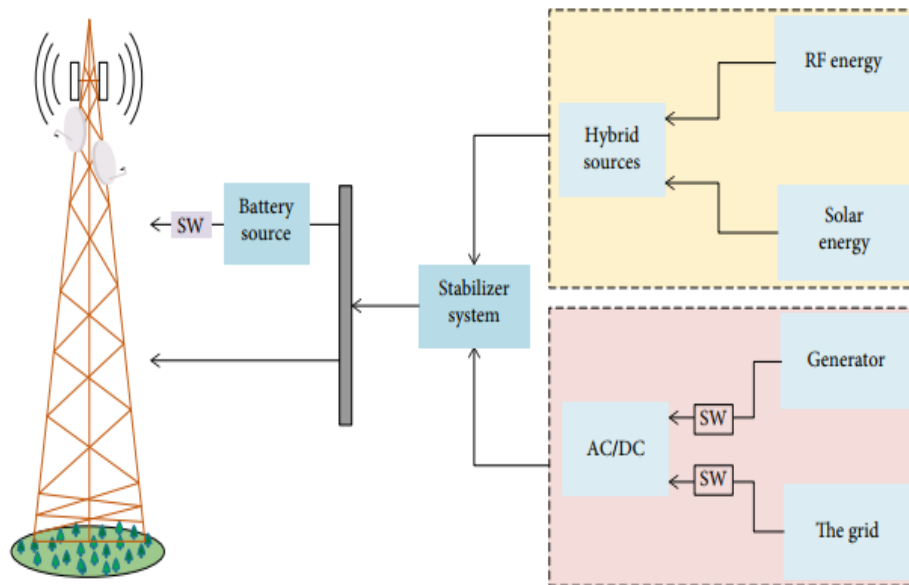 RF energy
Hybrid
sources
Solar
energy
SW
Battery
source
Stabilizer
system
Generator
SW
AC/DC
SW
The grid